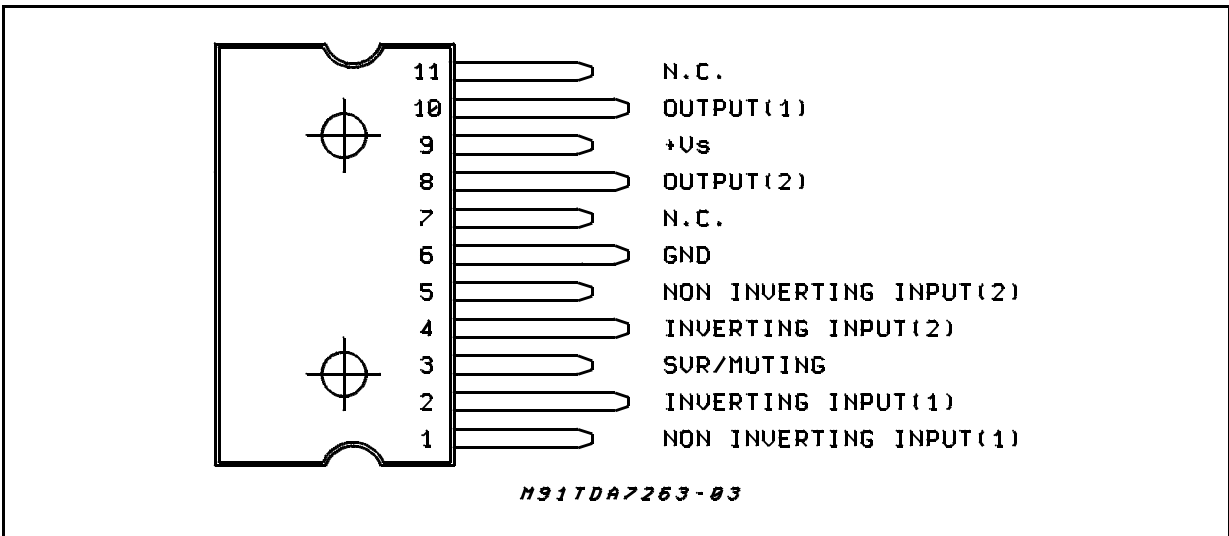 11 N.C.
10 OUTPUT(1)
9 +Vs
8 OUTPUT(2)
7 N.C.
6 GND
5 NON INVERTING INPUT(2)
4 INVERTING INPUT(2)
3 SVR/MUTING
2 INVERTING INPUT(1)
1 NON INVERTING INPUT(1)
M91TDA7263-03